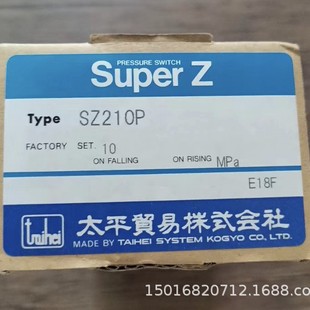 PRESSURE SWITCH
Super Z
Type SZ210P
FACTORY SET. 10
ON FALLING ON RISING MPa
E18F
taihei 太平貿易株式会社
MADE BY TAIHEI SYSTEM KOGYO CO., LTD.
15016820712.1688.co